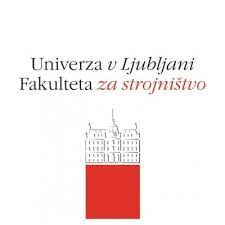 Univerza v Ljubljani
Fakulteta za strojništvo